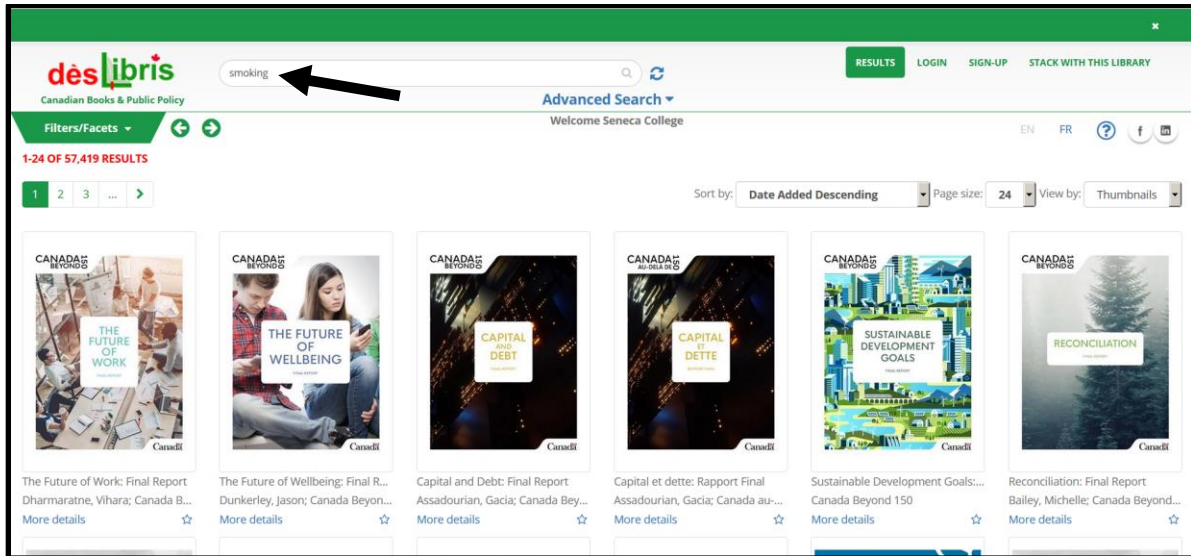 ×
dèsLibris
Canadian Books & Public Policy
smoking
Advanced Search
RESULTS LOGIN SIGN-UP STACK WITH THIS LIBRARY
Filters/Facets
Welcome Seneca College
EN FR ? f in
1-24 OF 57,419 RESULTS
1 2 3 ... >
Sort by: Date Added Descending Page size: 24 View by: Thumbnails
CANADA 150
BEYOND
THE
FUTURE
OF
WORK
FINAL REPORT
Canada
CANADA 150
BEYOND
THE FUTURE
OF
WELLBEING
FINAL REPORT
Canada
CANADA 150
BEYOND
CAPITAL
AND
DEBT
FINAL REPORT
Canada
CANADA 150
AU-DELÀ DE
CAPITAL
ET
DETTE
RAPPORT FINAL
Canada
CANADA 150
BEYOND
SUSTAINABLE
DEVELOPMENT
GOALS
FINAL REPORT
Canada
CANADA 150
BEYOND
RECONCILIATION
FINAL REPORT
Canada
The Future of Work: Final Report
Dharmaratne, Vihara; Canada B...
More details
The Future of Wellbeing: Final R...
Dunkerley, Jason; Canada Beyon...
More details
Capital and Debt: Final Report
Assadourian, Gacia; Canada Bey...
More details
Capital et dette: Rapport Final
Assadourian, Gacia; Canada au-...
More details
Sustainable Development Goals:...
Canada Beyond 150
More details
Reconciliation: Final Report
Bailey, Michelle; Canada Beyond...
More details